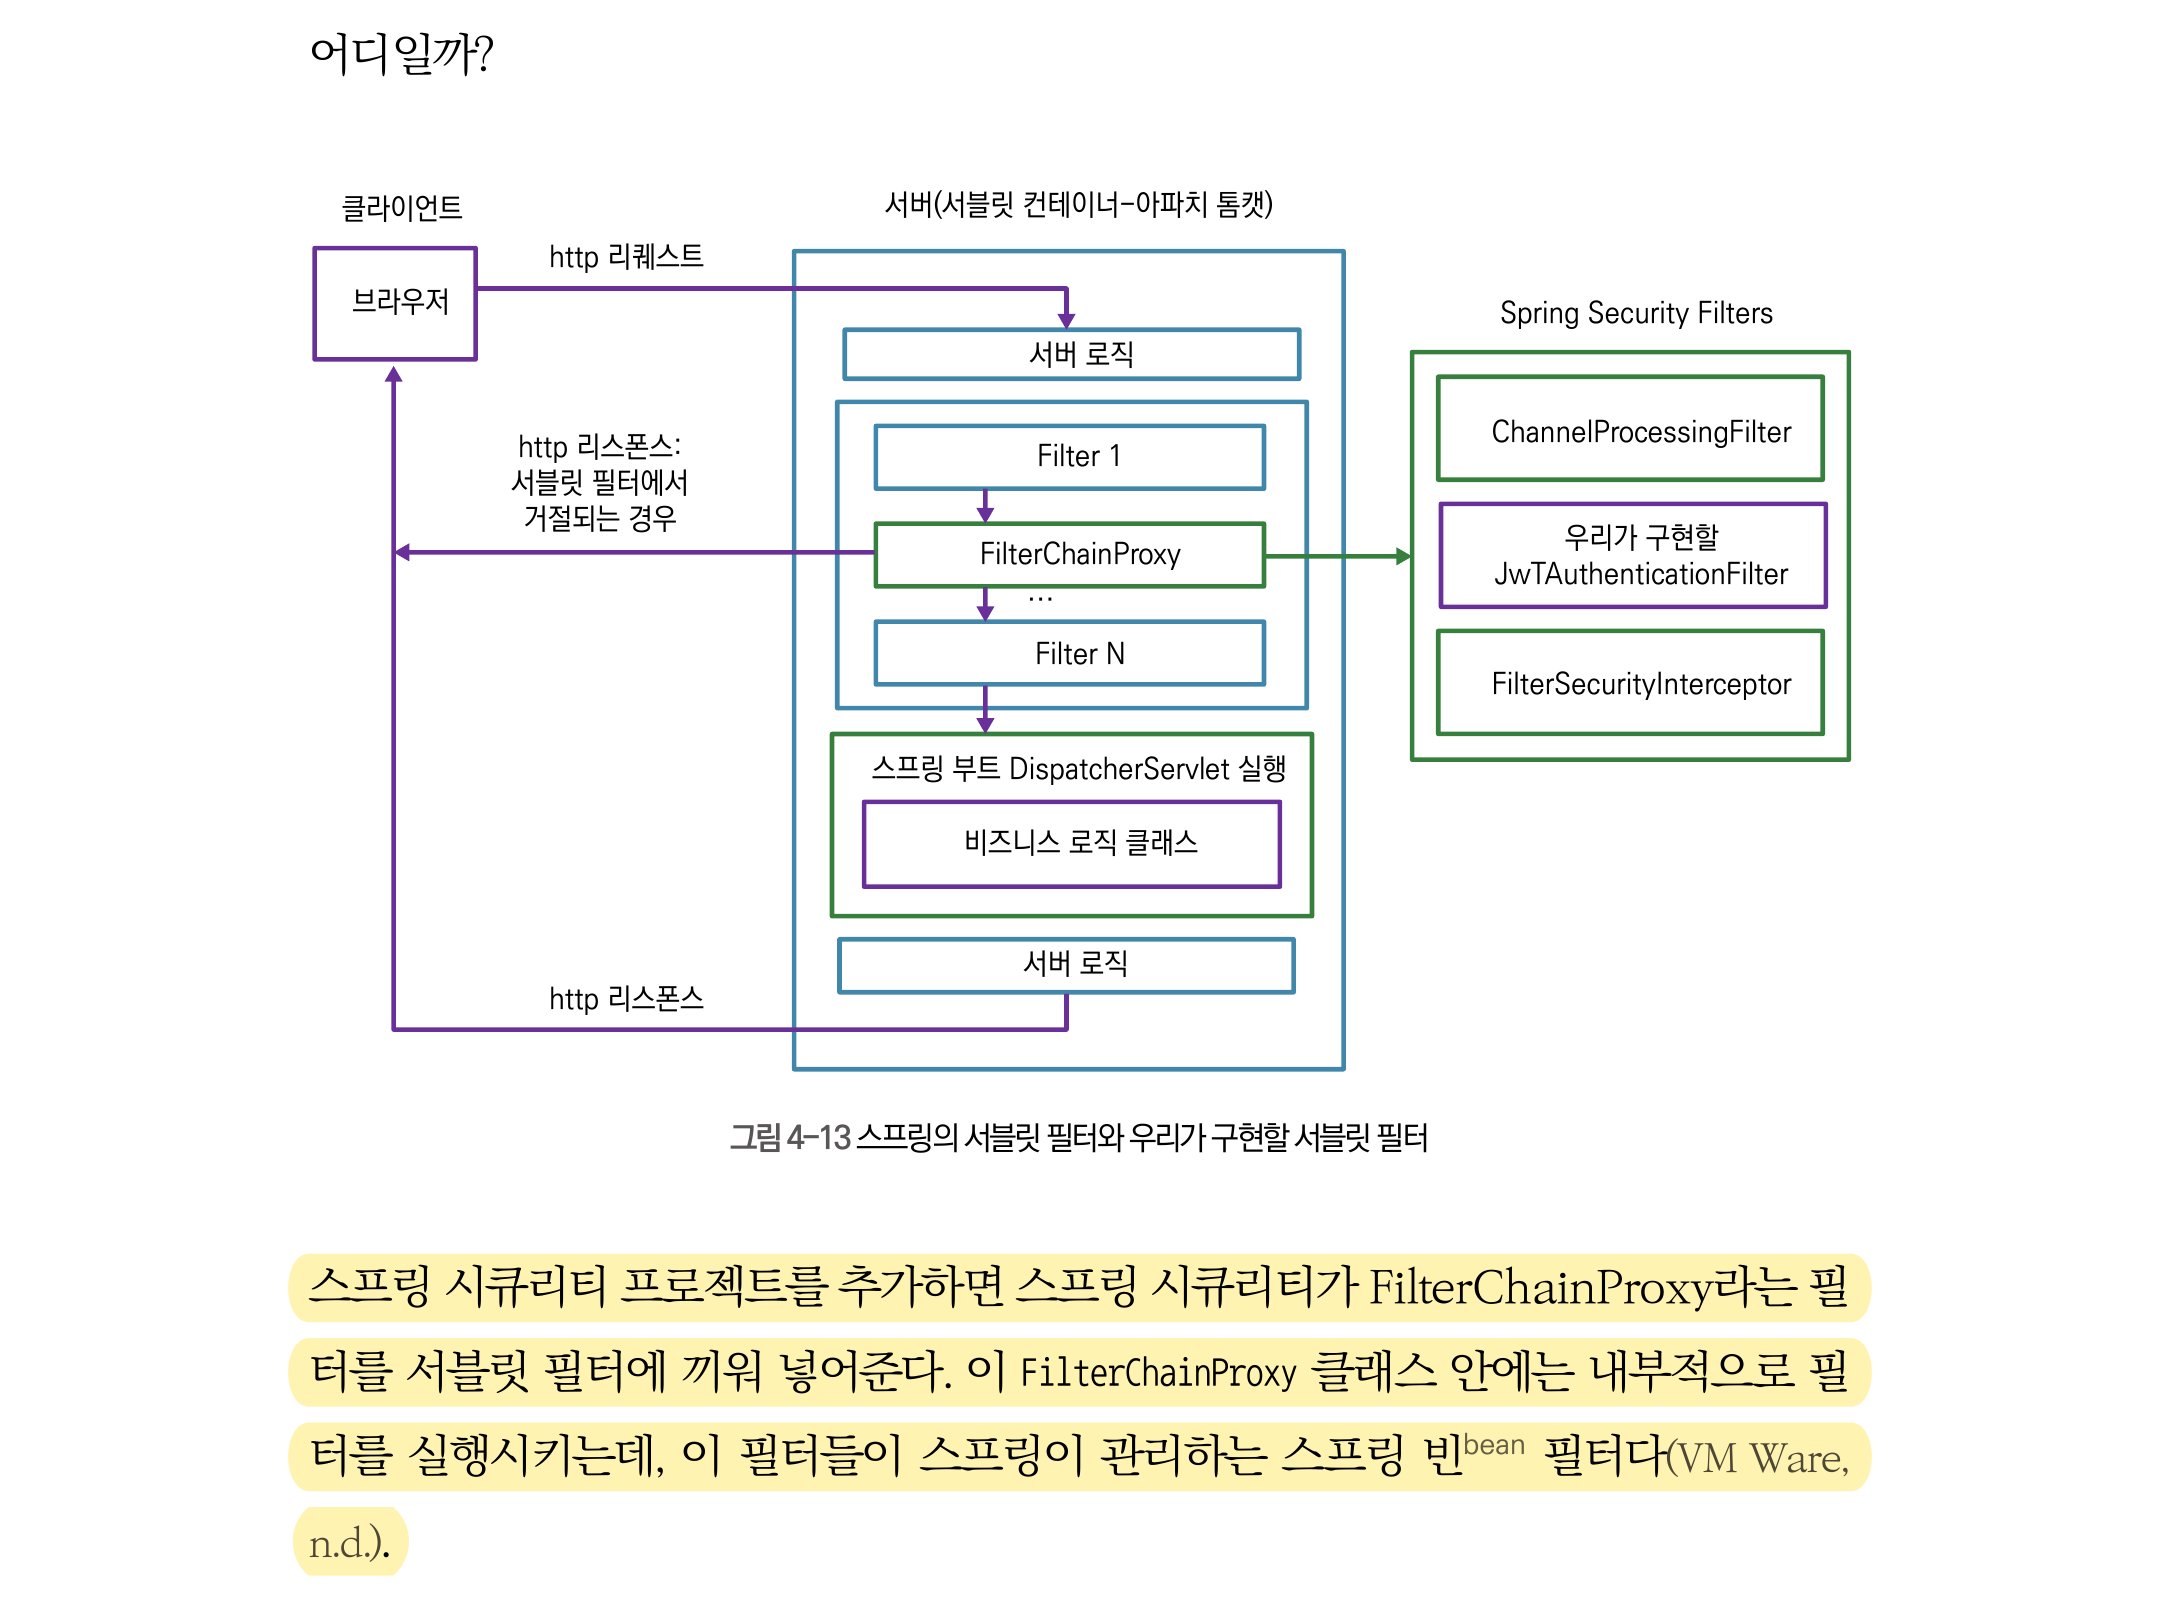 어디일까?
클라이언트
서버(서블릿 컨테이너-아파치 톰캣)
브라우저
http 리퀘스트
서버 로직
http 리스폰스:
서블릿 필터에서
거절되는 경우
Filter 1
FilterChainProxy
...
Filter N
스프링 부트 DispatcherServlet 실행
비즈니스 로직 클래스
서버 로직
http 리스폰스
Spring Security Filters
ChannelProcessingFilter
우리가 구현할
JwTAuthenticationFilter
FilterSecurityInterceptor
그림 4-13 스프링의 서블릿 필터와 우리가 구현할 서블릿 필터
스프링 시큐리티 프로젝트를 추가하면 스프링 시큐리티가 FilterChainProxy라는 필
터를 서블릿 필터에 끼워 넣어준다. 이 FilterChainProxy 클래스 안에는 내부적으로 필
터를 실행시키는데, 이 필터들이 스프링이 관리하는 스프링 빈bean 필터다(VM Ware,
n.d.).